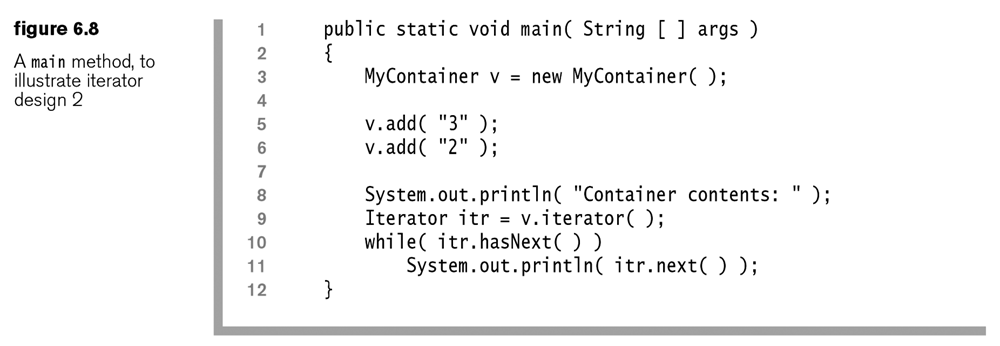 figure 6.8
A main method, to
illustrate iterator
design 2
1 public static void main( String [ ] args )
2 {
3 MyContainer v = new MyContainer( );
4
5 v.add( "3" );
6 v.add( "2" );
7
8 System.out.println( "Container contents: " );
9 Iterator itr = v.iterator( );
10 while( itr.hasNext( ) )
11 System.out.println( itr.next( ) );
12 }